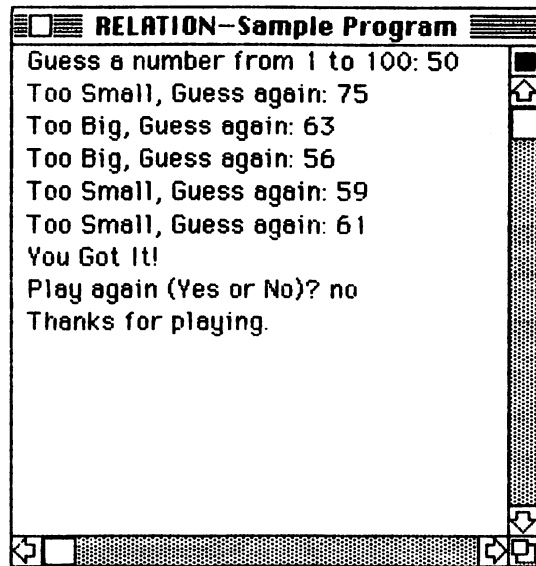 RELATION—Sample Program
Guess a number from 1 to 100: 50
Too Small, Guess again: 75
Too Big, Guess again: 63
Too Big, Guess again: 56
Too Small, Guess again: 59
Too Small, Guess again: 61
You Got It!
Play again (Yes or No)? no
Thanks for playing.